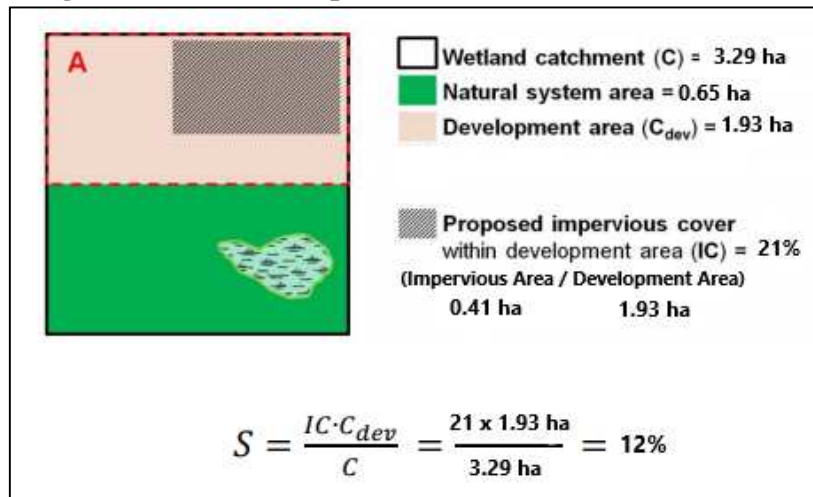 A
Wetland catchment (C) = 3.29 ha
Natural system area = 0.65 ha
Development area (C_dev) = 1.93 ha
Proposed impervious cover
within development area (IC) = 21%
(Impervious Area / Development Area)
0.41 ha 1.93 ha
S = IC·C_dev / C = 21 x 1.93 ha / 3.29 ha = 12%